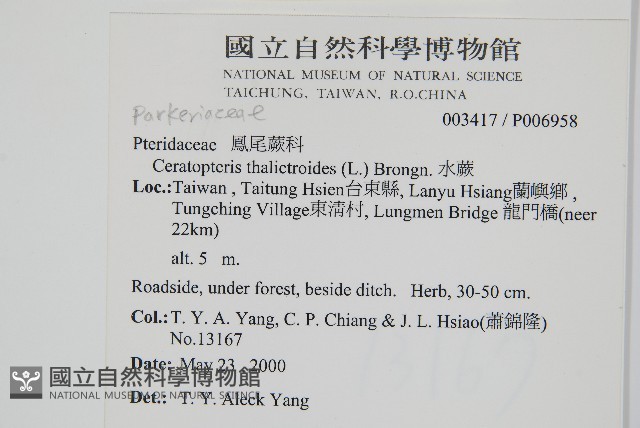 國立自然科學博物館
NATIONAL MUSEUM OF NATURAL SCIENCE
TAICHUNG, TAIWAN, R.O.CHINA
Parkeriaceae
003417 / P006958
Pteridaceae 鳳尾蕨科
Ceratopteris thalictroides (L.) Brongn. 水蕨
Loc.:Taiwan , Taitung Hsien台東縣, Lanyu Hsiang蘭嶼鄉 ,
Tungching Village東清村, Lungmen Bridge 龍門橋(neer
22km)
alt. 5 m.
Roadside, under forest, beside ditch. Herb, 30-50 cm.
Col.: T. Y. A. Yang, C. P. Chiang & J. L. Hsiao(蕭錦隆)
No.13167
Date: May 23, 2000
Det.: T. Y. Aleck Yang
國立自然科學博物館
NATIONAL MUSEUM OF NATURAL SCIENCE